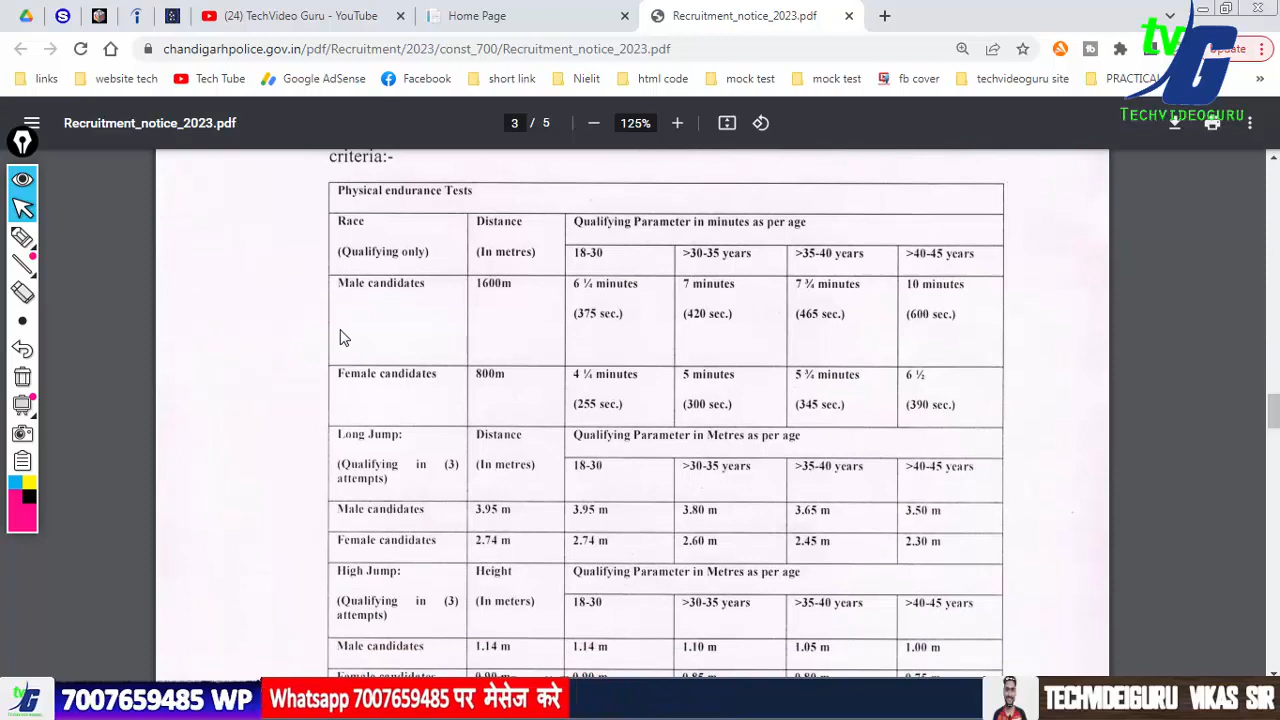 (24) TechVideo Guru - YouTube
Home Page
Recruitment_notice_2023.pdf
chandigarhpolice.gov.in/pdf/Recruitment/2023/const_700/Recruitment_notice_2023.pdf
Update
links
website tech
Tech Tube
Google AdSense
Facebook
short link
Nielit
html code
mock test
mock test
fb cover
techvideoguru site
PRACTICAL
tv G
TECHVIDEOGURU
Recruitment_notice_2023.pdf
3 / 5
125%
criteria:-
Physical endurance Tests
Race (Qualifying only)
Distance (In metres)
Qualifying Parameter in minutes as per age
18-30 >30-35 years >35-40 years >40-45 years
Male candidates 1600m 6 ¼ minutes 7 minutes 7 ¾ minutes 10 minutes
(375 sec.) (420 sec.) (465 sec.) (600 sec.)
Female candidates 800m 4 ¼ minutes 5 minutes 5 ¾ minutes 6 ½
(255 sec.) (300 sec.) (345 sec.) (390 sec.)
Long Jump: Distance Qualifying Parameter in Metres as per age
(Qualifying in (3) attempts) (In metres) 18-30 >30-35 years >35-40 years >40-45 years
Male candidates 3.95 m 3.95 m 3.80 m 3.65 m 3.50 m
Female candidates 2.74 m 2.74 m 2.60 m 2.45 m 2.30 m
High Jump: Height Qualifying Parameter in Metres as per age
(Qualifying in (3) attempts) (In meters) 18-30 >30-35 years >35-40 years >40-45 years
Male candidates 1.14 m 1.14 m 1.10 m 1.05 m 1.00 m
7007659485 WP
Whatsapp 7007659485 पर मेसेज करे
TECHVIDEIGURU VIKAS SIR